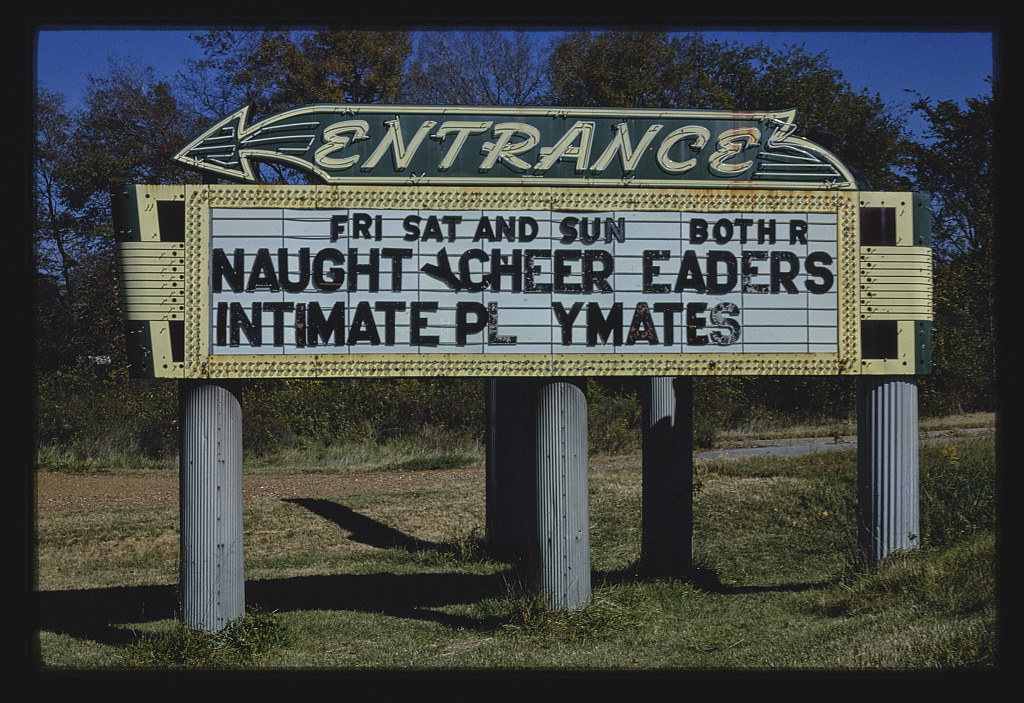 ENTRANCE
FRI SAT AND SUN BOTH R
NAUGHT Y CHEER EADERS
INTIMATE PL YMATES